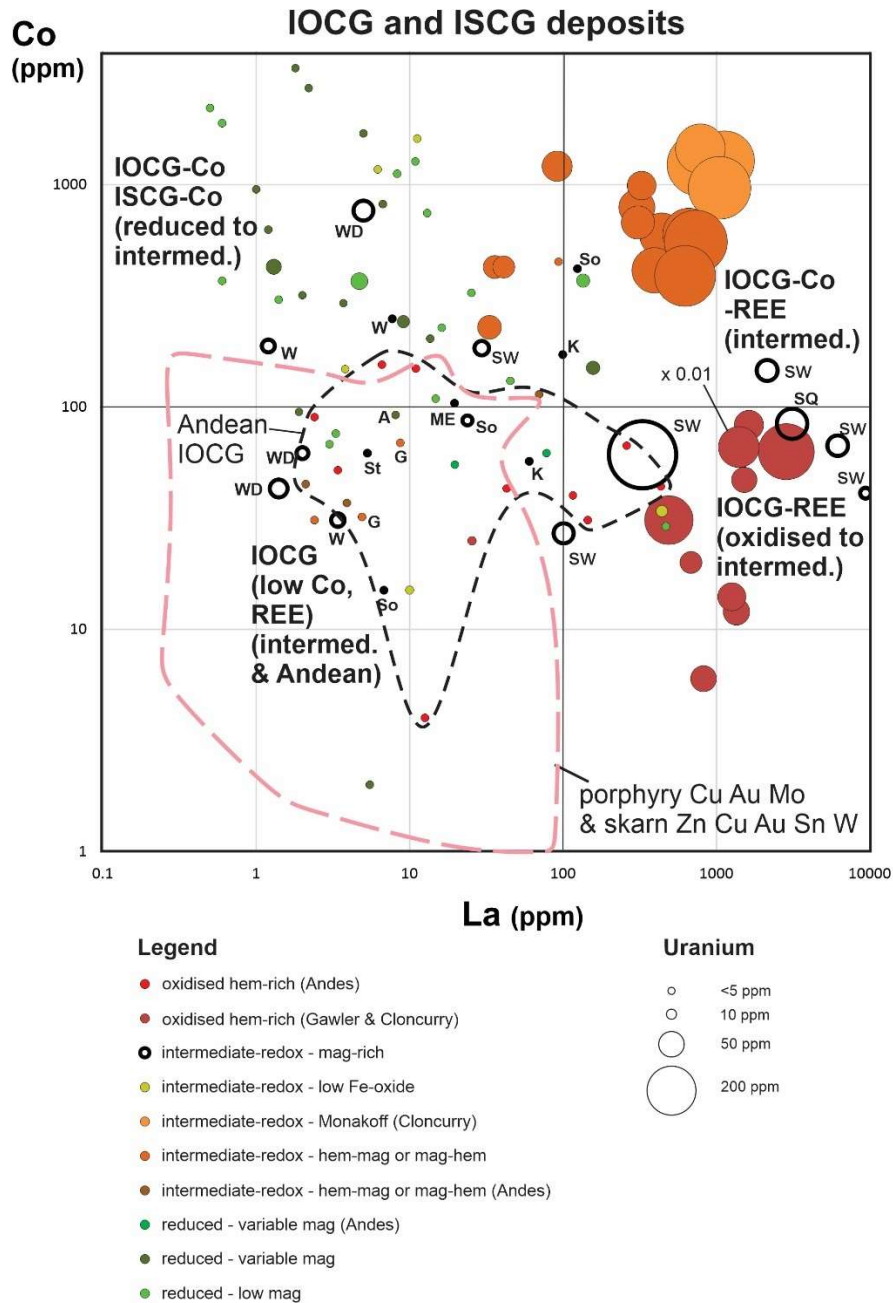 IOCG and ISCG deposits
Co
(ppm)
1000
100
10
1
0.1
1
10
100
1000
10000
La (ppm)
IOCG-Co
ISCG-Co
(reduced to
intermed.)
WD
W
W
SW
So
K
IOCG-Co
-REE
(intermed.)
x 0.01
SW
SQ
SW
SW
Andean
IOCG
WD
WD
A
ME
So
G
St
K
SW
G
W
SW
So
IOCG
(low Co,
REE)
(intermed.
& Andean)
IOCG-REE
(oxidised to
intermed.)
porphyry Cu Au Mo
& skarn Zn Cu Au Sn W
Legend
oxidised hem-rich (Andes)
oxidised hem-rich (Gawler & Cloncurry)
intermediate-redox - mag-rich
intermediate-redox - low Fe-oxide
intermediate-redox - Monakoff (Cloncurry)
intermediate-redox - hem-mag or mag-hem
intermediate-redox - hem-mag or mag-hem (Andes)
reduced - variable mag (Andes)
reduced - variable mag
reduced - low mag
Uranium
<5 ppm
10 ppm
50 ppm
200 ppm